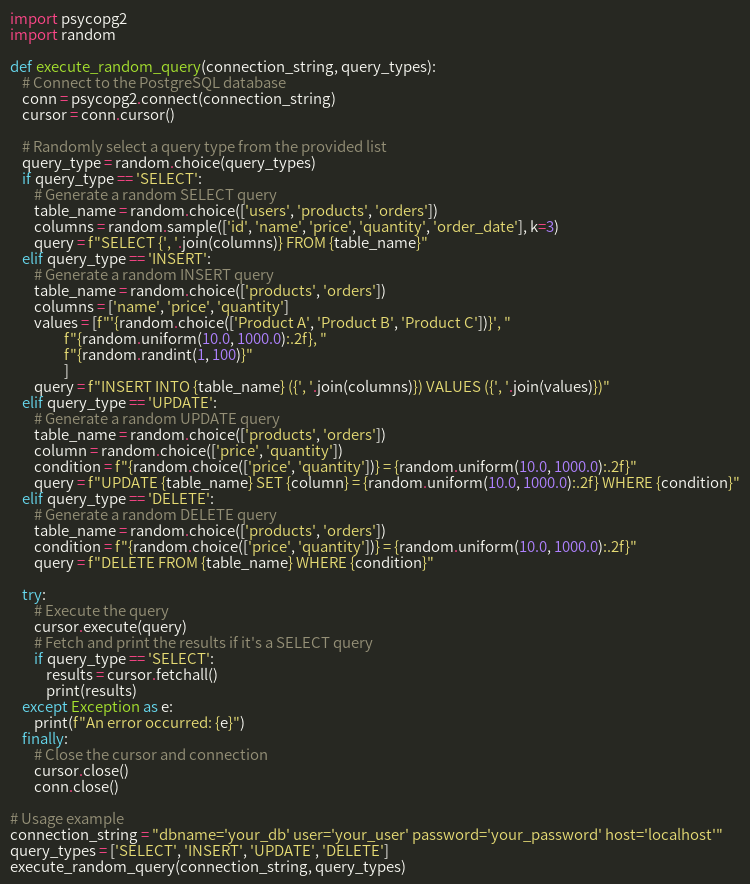 import psycopg2
import random

def execute_random_query(connection_string, query_types):
    # Connect to the PostgreSQL database
    conn = psycopg2.connect(connection_string)
    cursor = conn.cursor()

    # Randomly select a query type from the provided list
    query_type = random.choice(query_types)
    if query_type == 'SELECT':
        # Generate a random SELECT query
        table_name = random.choice(['users', 'products', 'orders'])
        columns = random.sample(['id', 'name', 'price', 'quantity', 'order_date'], k=3)
        query = f"SELECT {', '.join(columns)} FROM {table_name}"
    elif query_type == 'INSERT':
        # Generate a random INSERT query
        table_name = random.choice(['products', 'orders'])
        columns = ['name', 'price', 'quantity']
        values = [f"'{random.choice(['Product A', 'Product B', 'Product C'])}', "
                  f"{random.uniform(10.0, 1000.0):.2f}, "
                  f"{random.randint(1, 100)}"
                  ]
        query = f"INSERT INTO {table_name} ({', '.join(columns)}) VALUES ({', '.join(values)})"
    elif query_type == 'UPDATE':
        # Generate a random UPDATE query
        table_name = random.choice(['products', 'orders'])
        column = random.choice(['price', 'quantity'])
        condition = f"{random.choice(['price', 'quantity'])} = {random.uniform(10.0, 1000.0):.2f}"
        query = f"UPDATE {table_name} SET {column} = {random.uniform(10.0, 1000.0):.2f} WHERE {condition}"
    elif query_type == 'DELETE':
        # Generate a random DELETE query
        table_name = random.choice(['products', 'orders'])
        condition = f"{random.choice(['price', 'quantity'])} = {random.uniform(10.0, 1000.0):.2f}"
        query = f"DELETE FROM {table_name} WHERE {condition}"

    try:
        # Execute the query
        cursor.execute(query)
        # Fetch and print the results if it's a SELECT query
        if query_type == 'SELECT':
            results = cursor.fetchall()
            print(results)
    except Exception as e:
        print(f"An error occurred: {e}")
    finally:
        # Close the cursor and connection
        cursor.close()
        conn.close()

# Usage example
connection_string = "dbname='your_db' user='your_user' password='your_password' host='localhost'"
query_types = ['SELECT', 'INSERT', 'UPDATE', 'DELETE']
execute_random_query(connection_string, query_types)